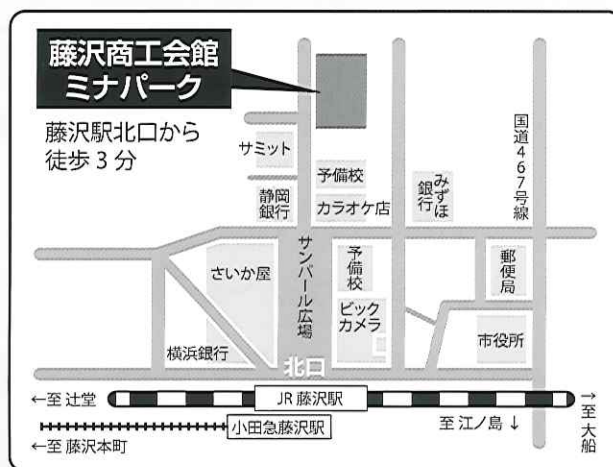 藤沢商工会館
ミナパーク
藤沢駅北口から
徒歩3分
サミット
静岡
銀行
予備校
カラオケ店
みずほ
銀行
国道467号線
さいか屋
サンパール広場
予備校
ビック
カメラ
郵便局
市役所
横浜銀行
北口
←至辻堂
JR藤沢駅
→至大船
小田急藤沢駅
至江ノ島↓
←至藤沢本町